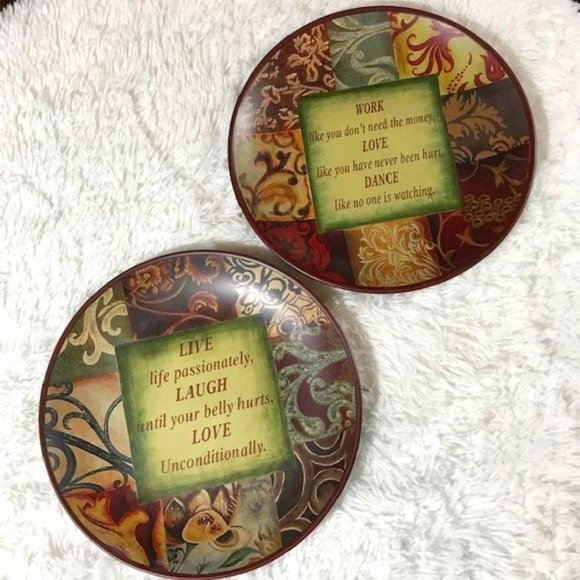 WORK
like you don't need the money,
LOVE
like you have never been hurt,
DANCE
like no one is watching.
LIVE
life passionately,
LAUGH
until your belly hurts,
LOVE
Unconditionally.